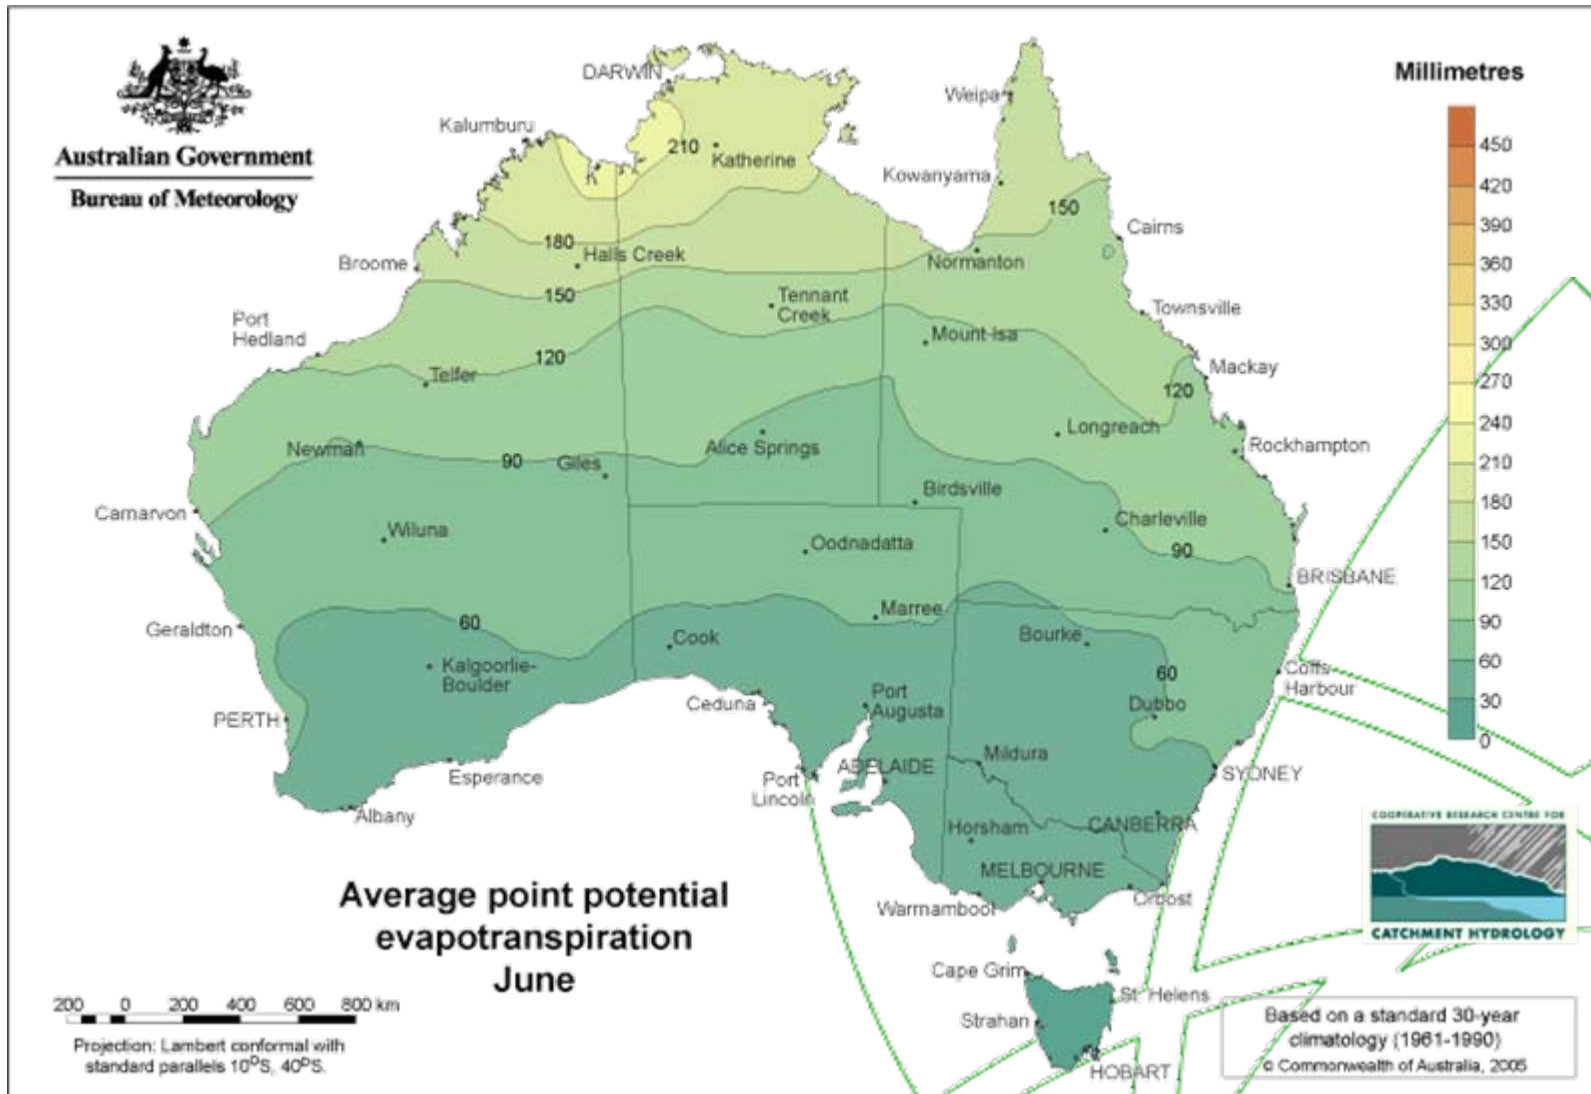 Australian Government
Bureau of Meteorology
Millimetres
450
420
390
360
330
300
270
240
210
180
150
120
90
60
30
0
DARWIN
Kalumburu
210
Katherine
Weipa
Kowanyama
150
Cairns
180
Halls Creek
Broome
Normanton
150
Port
Hedland
Tennant
Creek
Townsville
Mount-Isa
120
Telfer
Mackay
120
Newman
90
Giles
Alice Springs
Longreach
Rockhampton
Birdsville
Carnarvon
Wiluna
Oodnadatta
Charleville
90
BRISBANE
Geraldton
60
Marree
Cook
Bourke
Kalgoorlie-
Boulder
60
Coffs
Harbour
PERTH
Ceduna
Port
Augusta
Dubbo
Esperance
Port
Lincoln
ADELAIDE
Mildura
SYDNEY
Albany
Horsham
CANBERRA
MELBOURNE
Warrnambool
Orbost
Cape Grim
St. Helens
Strahan
HOBART
Average point potential
evapotranspiration
June
200 0 200 400 600 800 km
Projection: Lambert conformal with
standard parallels 10°S, 40°S.
COOPERATIVE RESEARCH CENTRE FOR
CATCHMENT HYDROLOGY
Based on a standard 30-year
climatology (1961-1990)
© Commonwealth of Australia, 2005